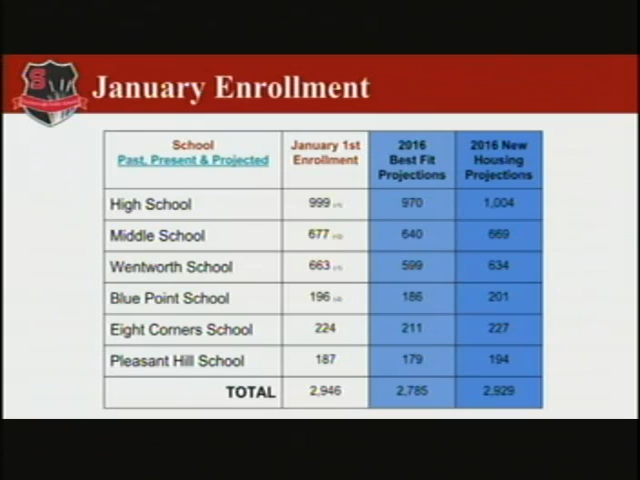 January Enrollment
S
School January 1st 2016 2016 New
Past, Present & Projected Enrollment Best Fit Housing
Projections Projections
High School 999 970 1,004
Middle School 677 640 669
Wentworth School 663 599 634
Blue Point School 196 186 201
Eight Corners School 224 211 227
Pleasant Hill School 187 179 194
TOTAL 2,946 2,785 2,929